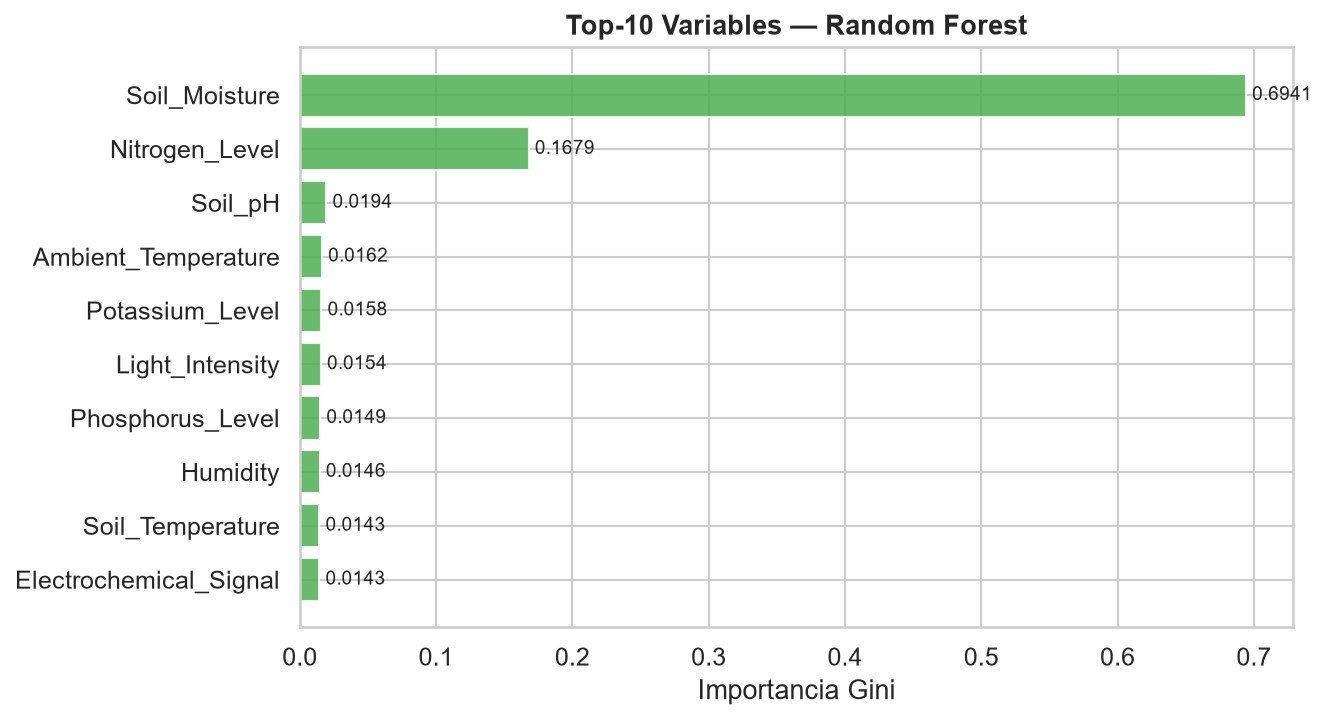 Top-10 Variables — Random Forest
Soil_Moisture 0.6941
Nitrogen_Level 0.1679
Soil_pH 0.0194
Ambient_Temperature 0.0162
Potassium_Level 0.0158
Light_Intensity 0.0154
Phosphorus_Level 0.0149
Humidity 0.0146
Soil_Temperature 0.0143
Electrochemical_Signal 0.0143
0.0 0.1 0.2 0.3 0.4 0.5 0.6 0.7
Importancia Gini